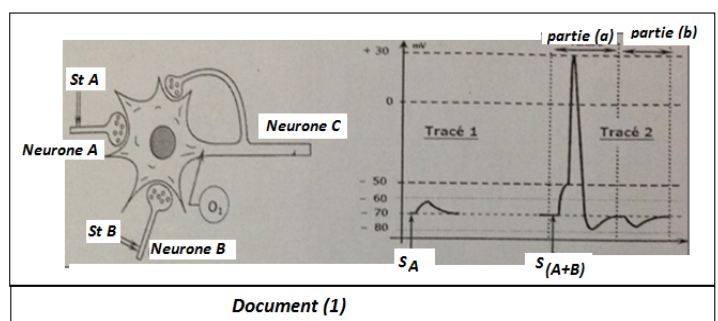 St A
Neurone A
St B
Neurone B
Neurone C
O₁
partie (a)
partie (b)
mV
+ 30
0
- 50
- 60
- 70
- 80
Tracé 1
Tracé 2
S A
S (A+B)
Document (1)